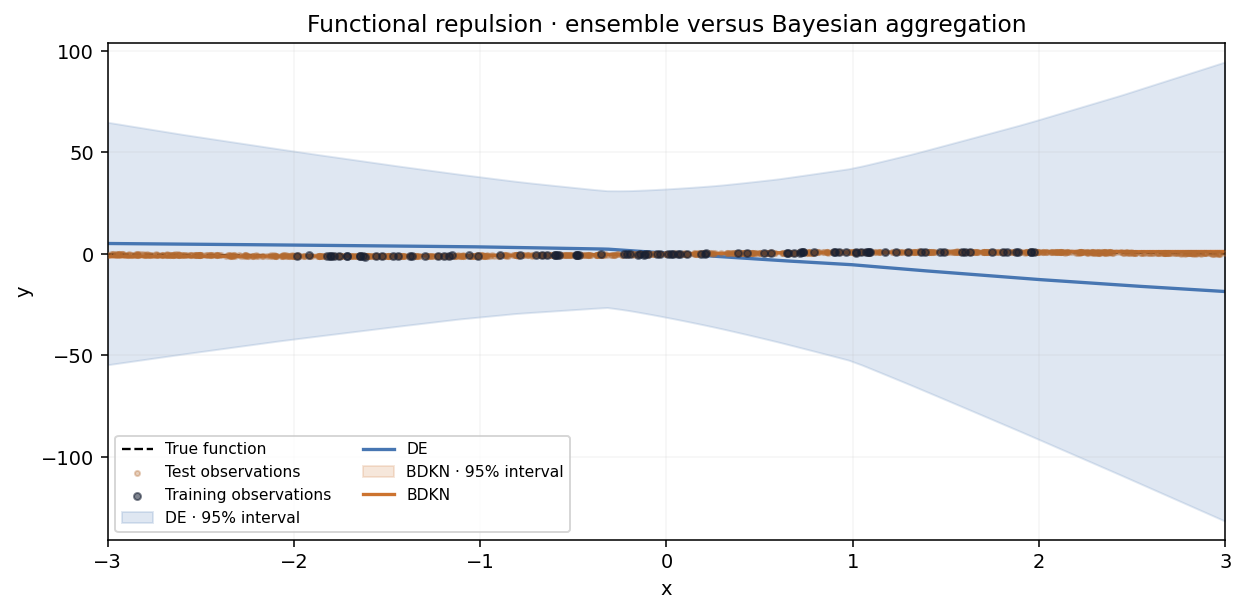 Functional repulsion · ensemble versus Bayesian aggregation
100
50
0
−50
−100
y
True function
Test observations
Training observations
DE · 95% interval
DE
BDKN · 95% interval
BDKN
−3
−2
−1
0
1
2
3
x